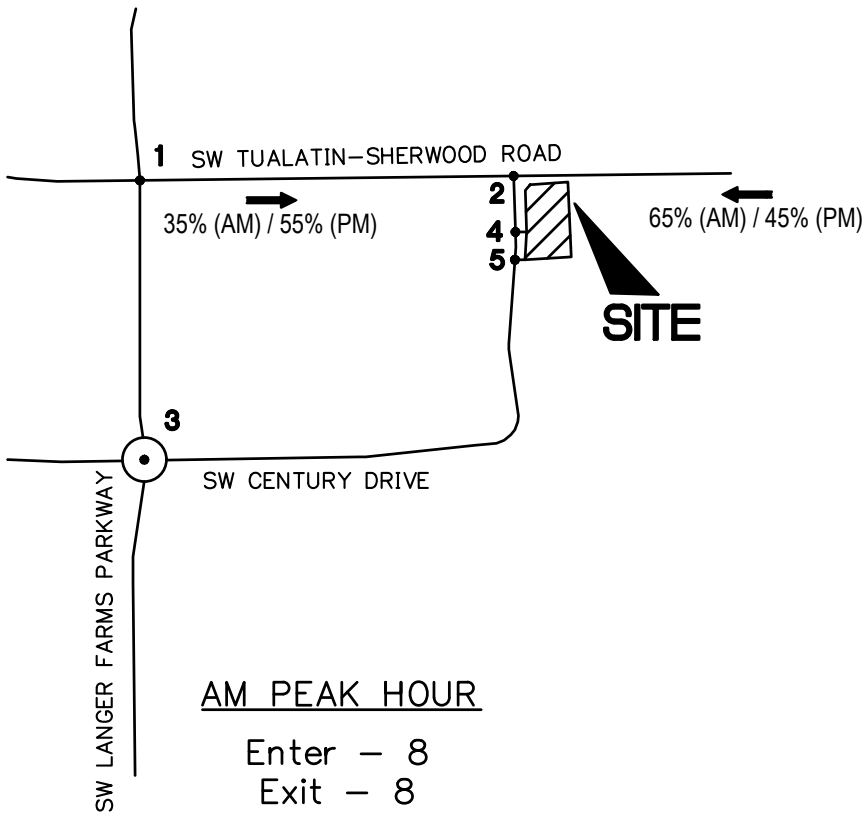 1
SW TUALATIN–SHERWOOD ROAD
2
35% (AM) / 55% (PM)
65% (AM) / 45% (PM)
4
5
SITE
3
SW CENTURY DRIVE
SW LANGER FARMS PARKWAY
AM PEAK HOUR
Enter – 8
Exit – 8